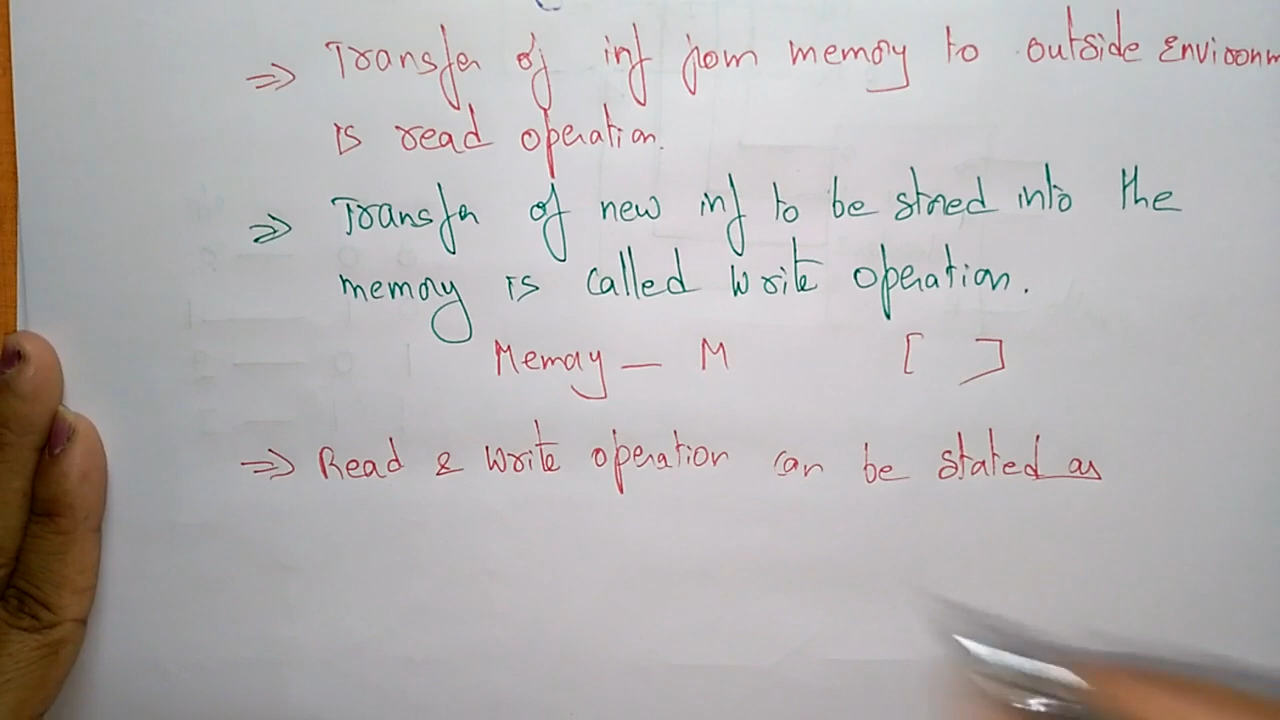 ⇒ Transfer of inf from memory to outside Environm
is read operation.
⇒ Transfer of new inf to be stored into the
memory is called write operation.
Memory — M [ ]
⇒ Read & write operation can be stated as